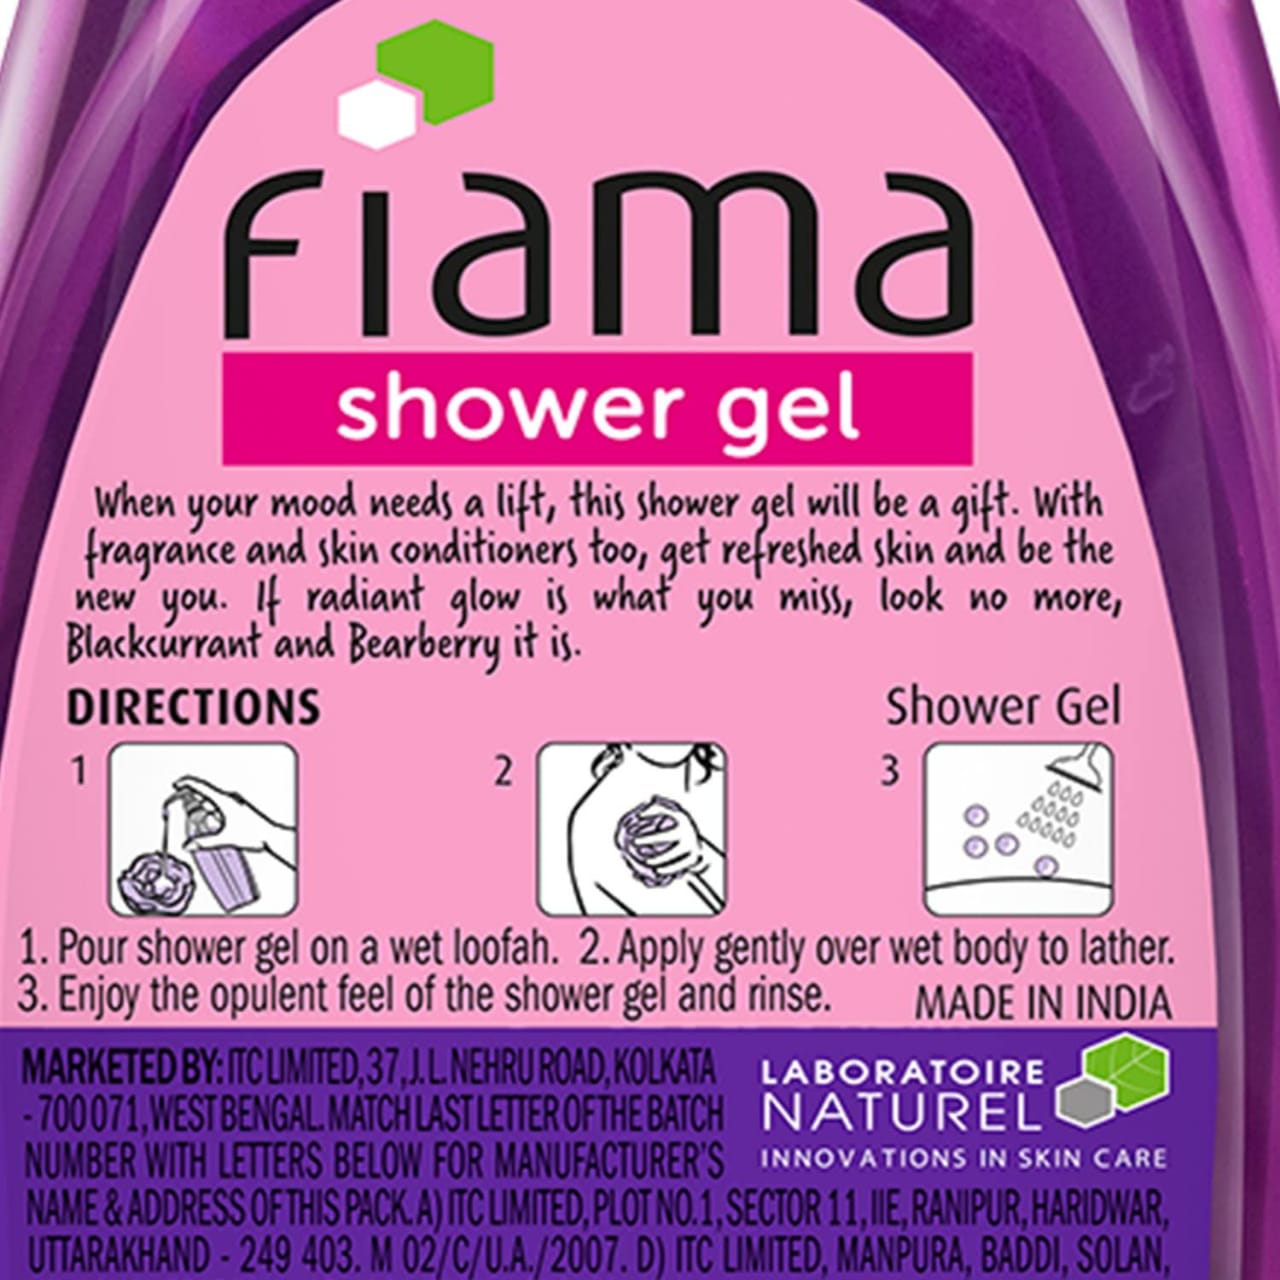 fiama
shower gel
When your mood needs a lift, this shower gel will be a gift. With
fragrance and skin conditioners too, get refreshed skin and be the
new you. If radiant glow is what you miss, look no more,
Blackcurrant and Bearberry it is.
DIRECTIONS
Shower Gel
1
2
3
1. Pour shower gel on a wet loofah. 2. Apply gently over wet body to lather.
3. Enjoy the opulent feel of the shower gel and rinse.
MADE IN INDIA
MARKETED BY: ITC LIMITED, 37, J.L. NEHRU ROAD, KOLKATA
- 700 071, WEST BENGAL. MATCH LAST LETTER OF THE BATCH
NUMBER WITH LETTERS BELOW FOR MANUFACTURER'S
LABORATOIRE
NATUREL
INNOVATIONS IN SKIN CARE
NAME & ADDRESS OF THIS PACK. A) ITC LIMITED, PLOT NO.1, SECTOR 11, IIE, RANIPUR, HARIDWAR,
UTTARAKHAND - 249 403. M 02/C/U.A./2007. D) ITC LIMITED, MANPURA, BADDI, SOLAN,